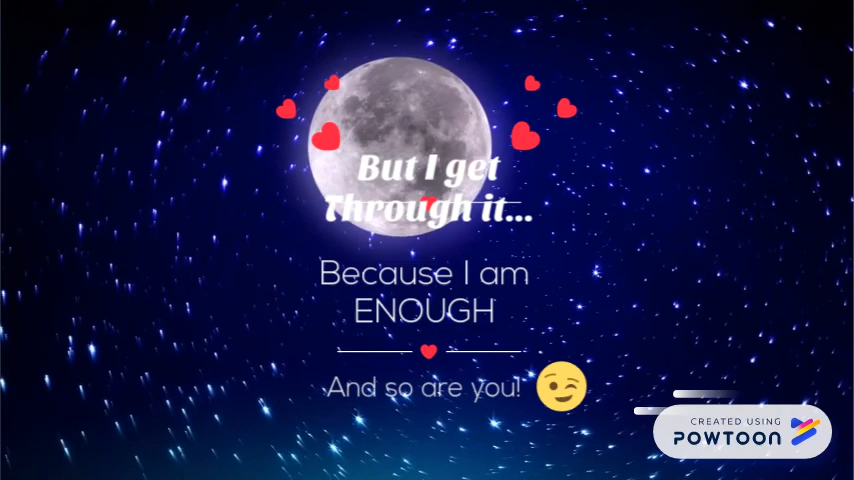 But I get
Through it...
Because I am
ENOUGH
And so are you!
CREATED USING
POWTOON